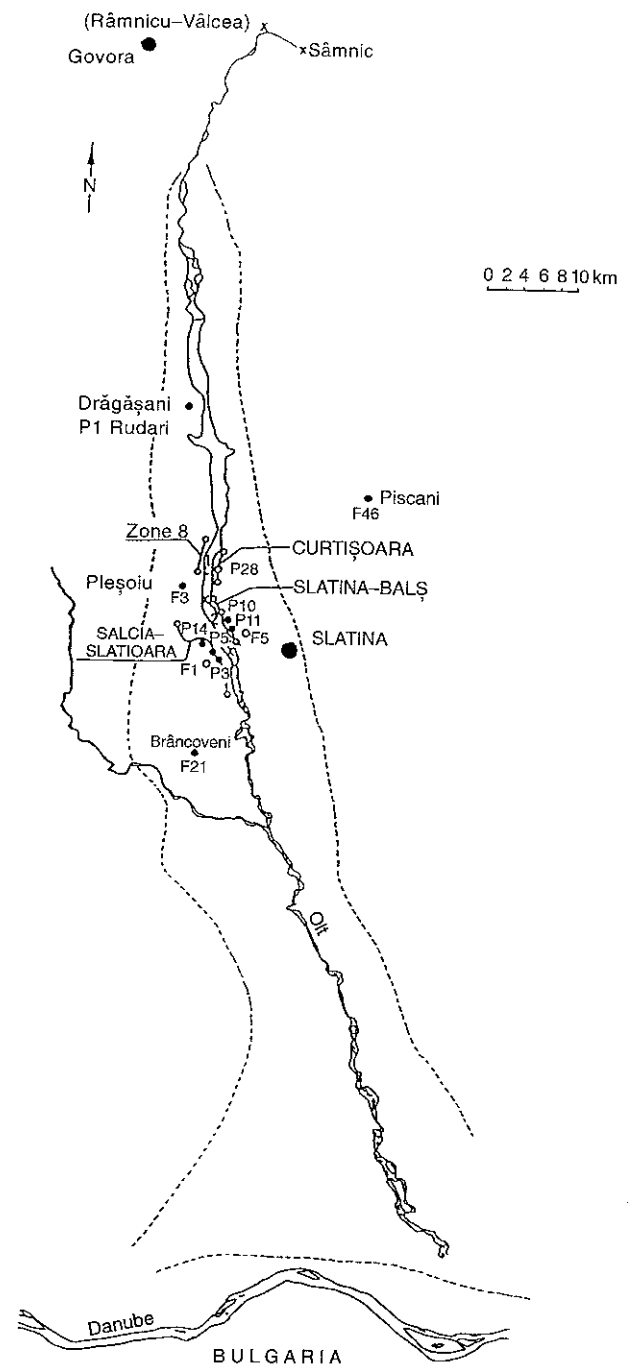 (Râmnicu–Vâlcea)
Govora
Sâmnic
N
0 2 4 6 8 10 km
Drăgășani
P1 Rudari
Piscani
F46
Zone 8
CURTIȘOARA
P28
Pleșoiu
SLATINA–BALȘ
F3
P10
P11
P14
F5
SLATINA
SALCIA–
SLATIOARA
P5
F1
P3
Brâncoveni
F21
Olt
Danube
BULGARIA